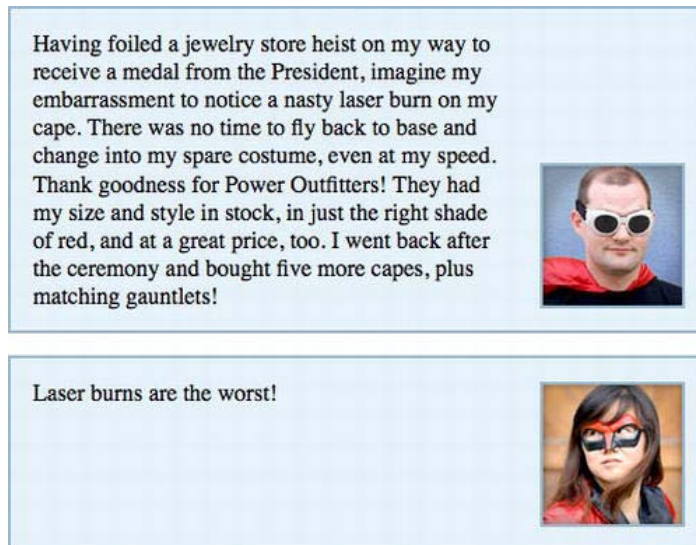 Having foiled a jewelry store heist on my way to
receive a medal from the President, imagine my
embarrassment to notice a nasty laser burn on my
cape. There was no time to fly back to base and
change into my spare costume, even at my speed.
Thank goodness for Power Outfitters! They had
my size and style in stock, in just the right shade
of red, and at a great price, too. I went back after
the ceremony and bought five more capes, plus
matching gauntlets!
Laser burns are the worst!